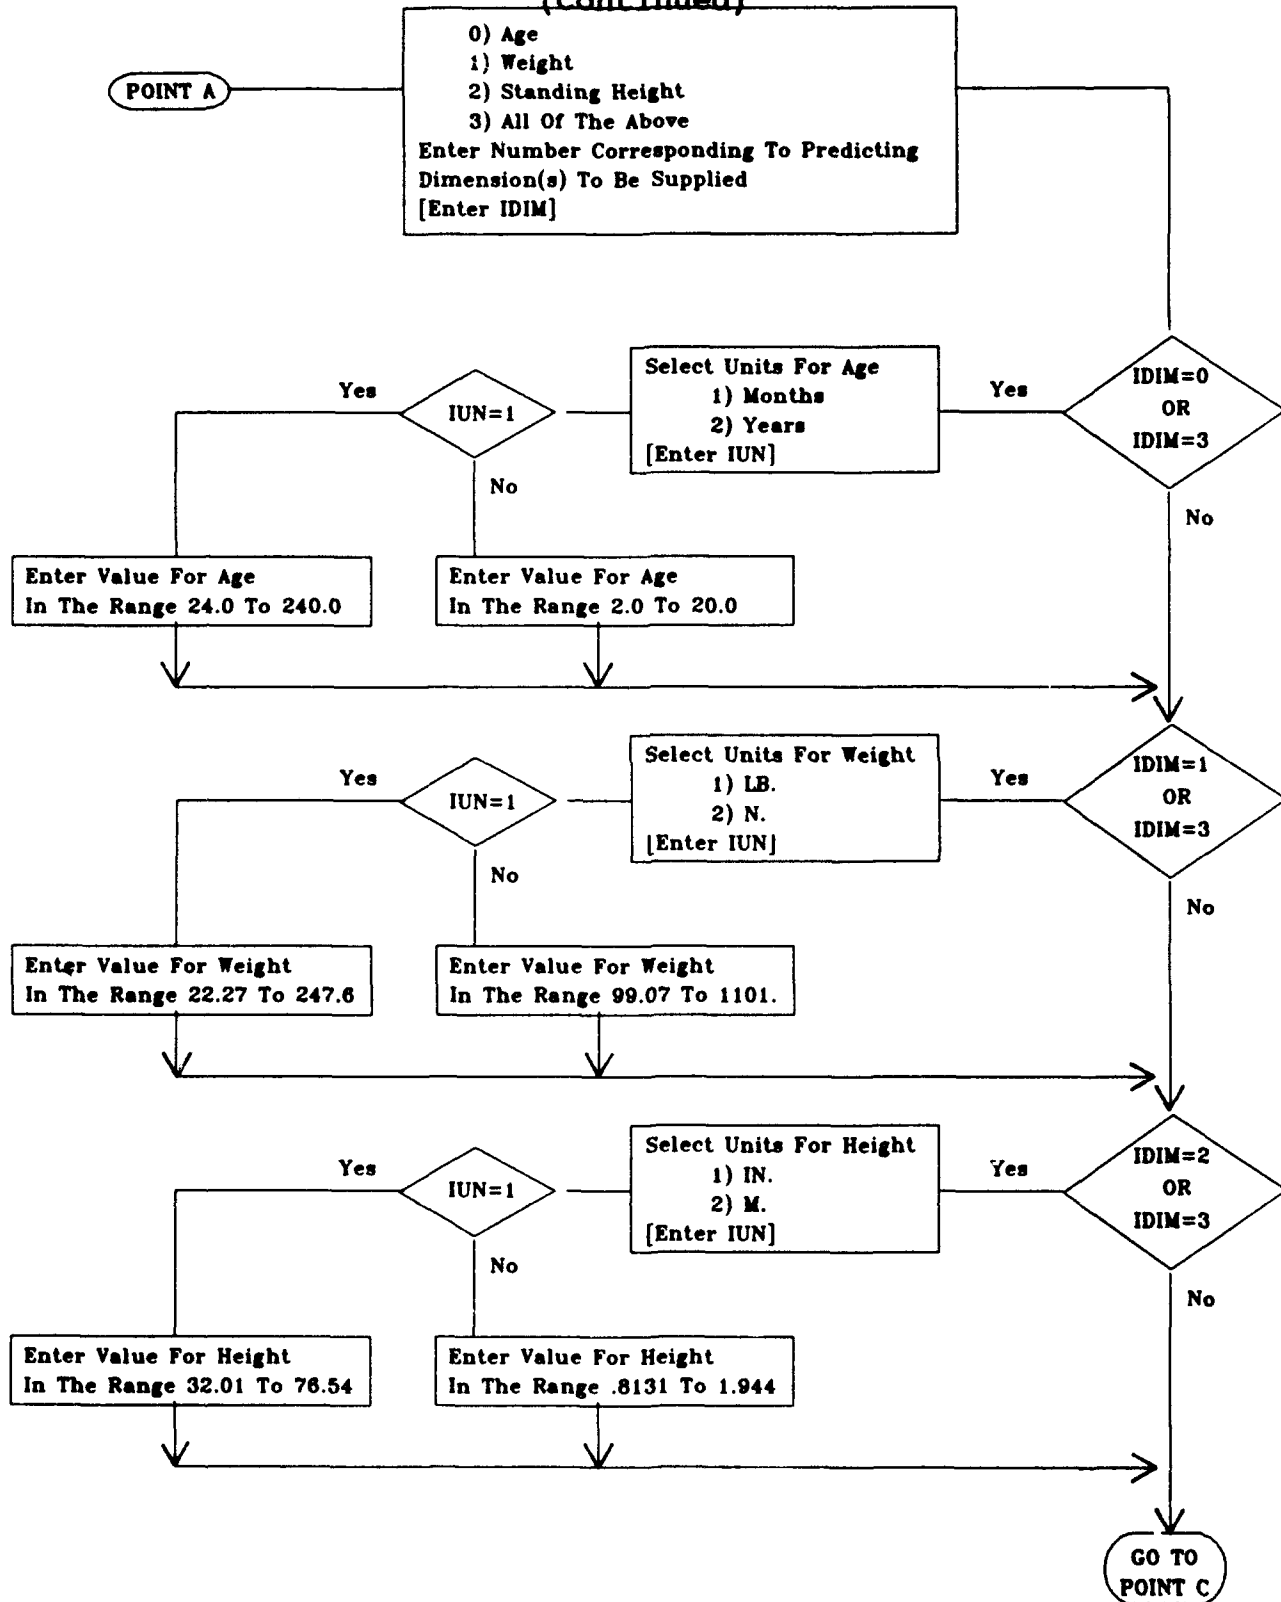 (Continued)
0) Age
1) Weight
2) Standing Height
3) All Of The Above
Enter Number Corresponding To Predicting
Dimension(s) To Be Supplied
[Enter IDIM]
POINT A
IDIM=0
OR
IDIM=3
Yes
No
Select Units For Age
1) Months
2) Years
[Enter IUN]
IUN=1
Yes
No
Enter Value For Age
In The Range 24.0 To 240.0
Enter Value For Age
In The Range 2.0 To 20.0
IDIM=1
OR
IDIM=3
Yes
No
Select Units For Weight
1) LB.
2) N.
[Enter IUN]
IUN=1
Yes
No
Enter Value For Weight
In The Range 22.27 To 247.6
Enter Value For Weight
In The Range 99.07 To 1101.
IDIM=2
OR
IDIM=3
Yes
No
Select Units For Height
1) IN.
2) M.
[Enter IUN]
IUN=1
Yes
No
Enter Value For Height
In The Range 32.01 To 76.54
Enter Value For Height
In The Range .8131 To 1.944
GO TO
POINT C